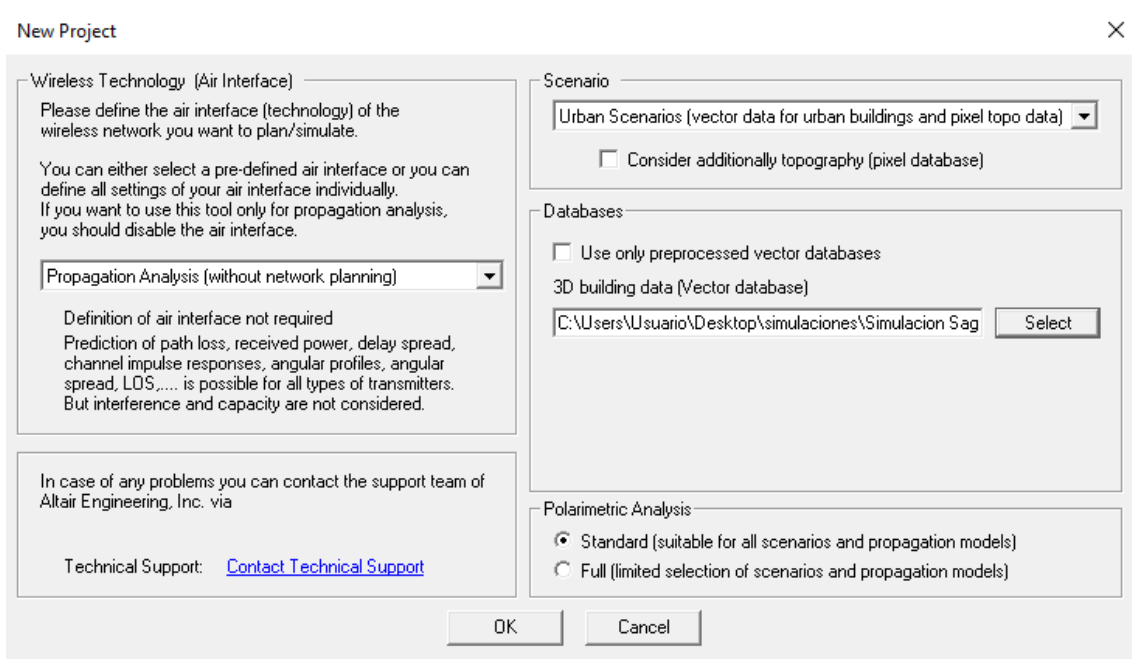 New Project
Wireless Technology (Air Interface)
Please define the air interface (technology) of the
wireless network you want to plan/simulate.
You can either select a pre-defined air interface or you can
define all settings of your air interface individually.
If you want to use this tool only for propagation analysis,
you should disable the air interface.
Propagation Analysis (without network planning)
Definition of air interface not required
Prediction of path loss, received power, delay spread,
channel impulse responses, angular profiles, angular
spread, LOS,.... is possible for all types of transmitters.
But interference and capacity are not considered.
In case of any problems you can contact the support team of
Altair Engineering, Inc. via
Technical Support: Contact Technical Support
Scenario
Urban Scenarios (vector data for urban buildings and pixel topo data)
Consider additionally topography (pixel database)
Databases
Use only preprocessed vector databases
3D building data (Vector database)
C:\Users\Usuario\Desktop\simulaciones\Simulacion Sag
Select
Polarimetric Analysis
Standard (suitable for all scenarios and propagation models)
Full (limited selection of scenarios and propagation models)
OK
Cancel